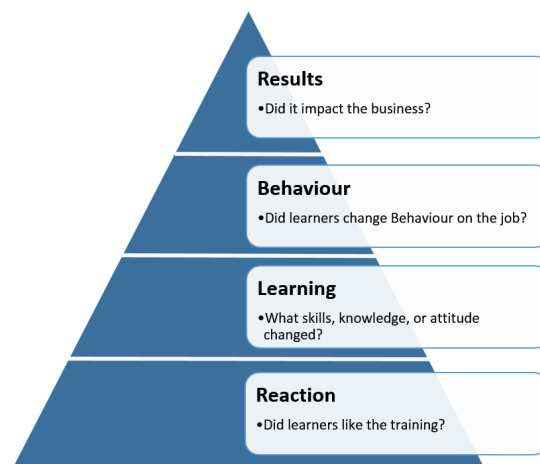 Results
•Did it impact the business?
Behaviour
•Did learners change Behaviour on the job?
Learning
•What skills, knowledge, or attitude
changed?
Reaction
•Did learners like the training?